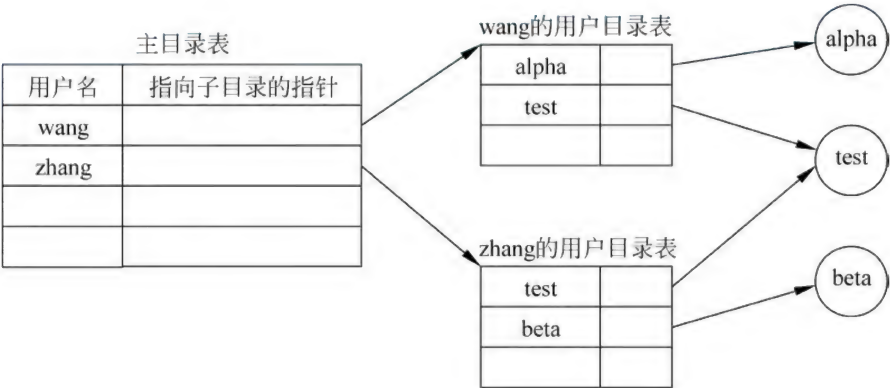 主目录表
用户名 指向子目录的指针
wang
zhang
wang的用户目录表
alpha
test
zhang的用户目录表
test
beta
alpha
test
beta